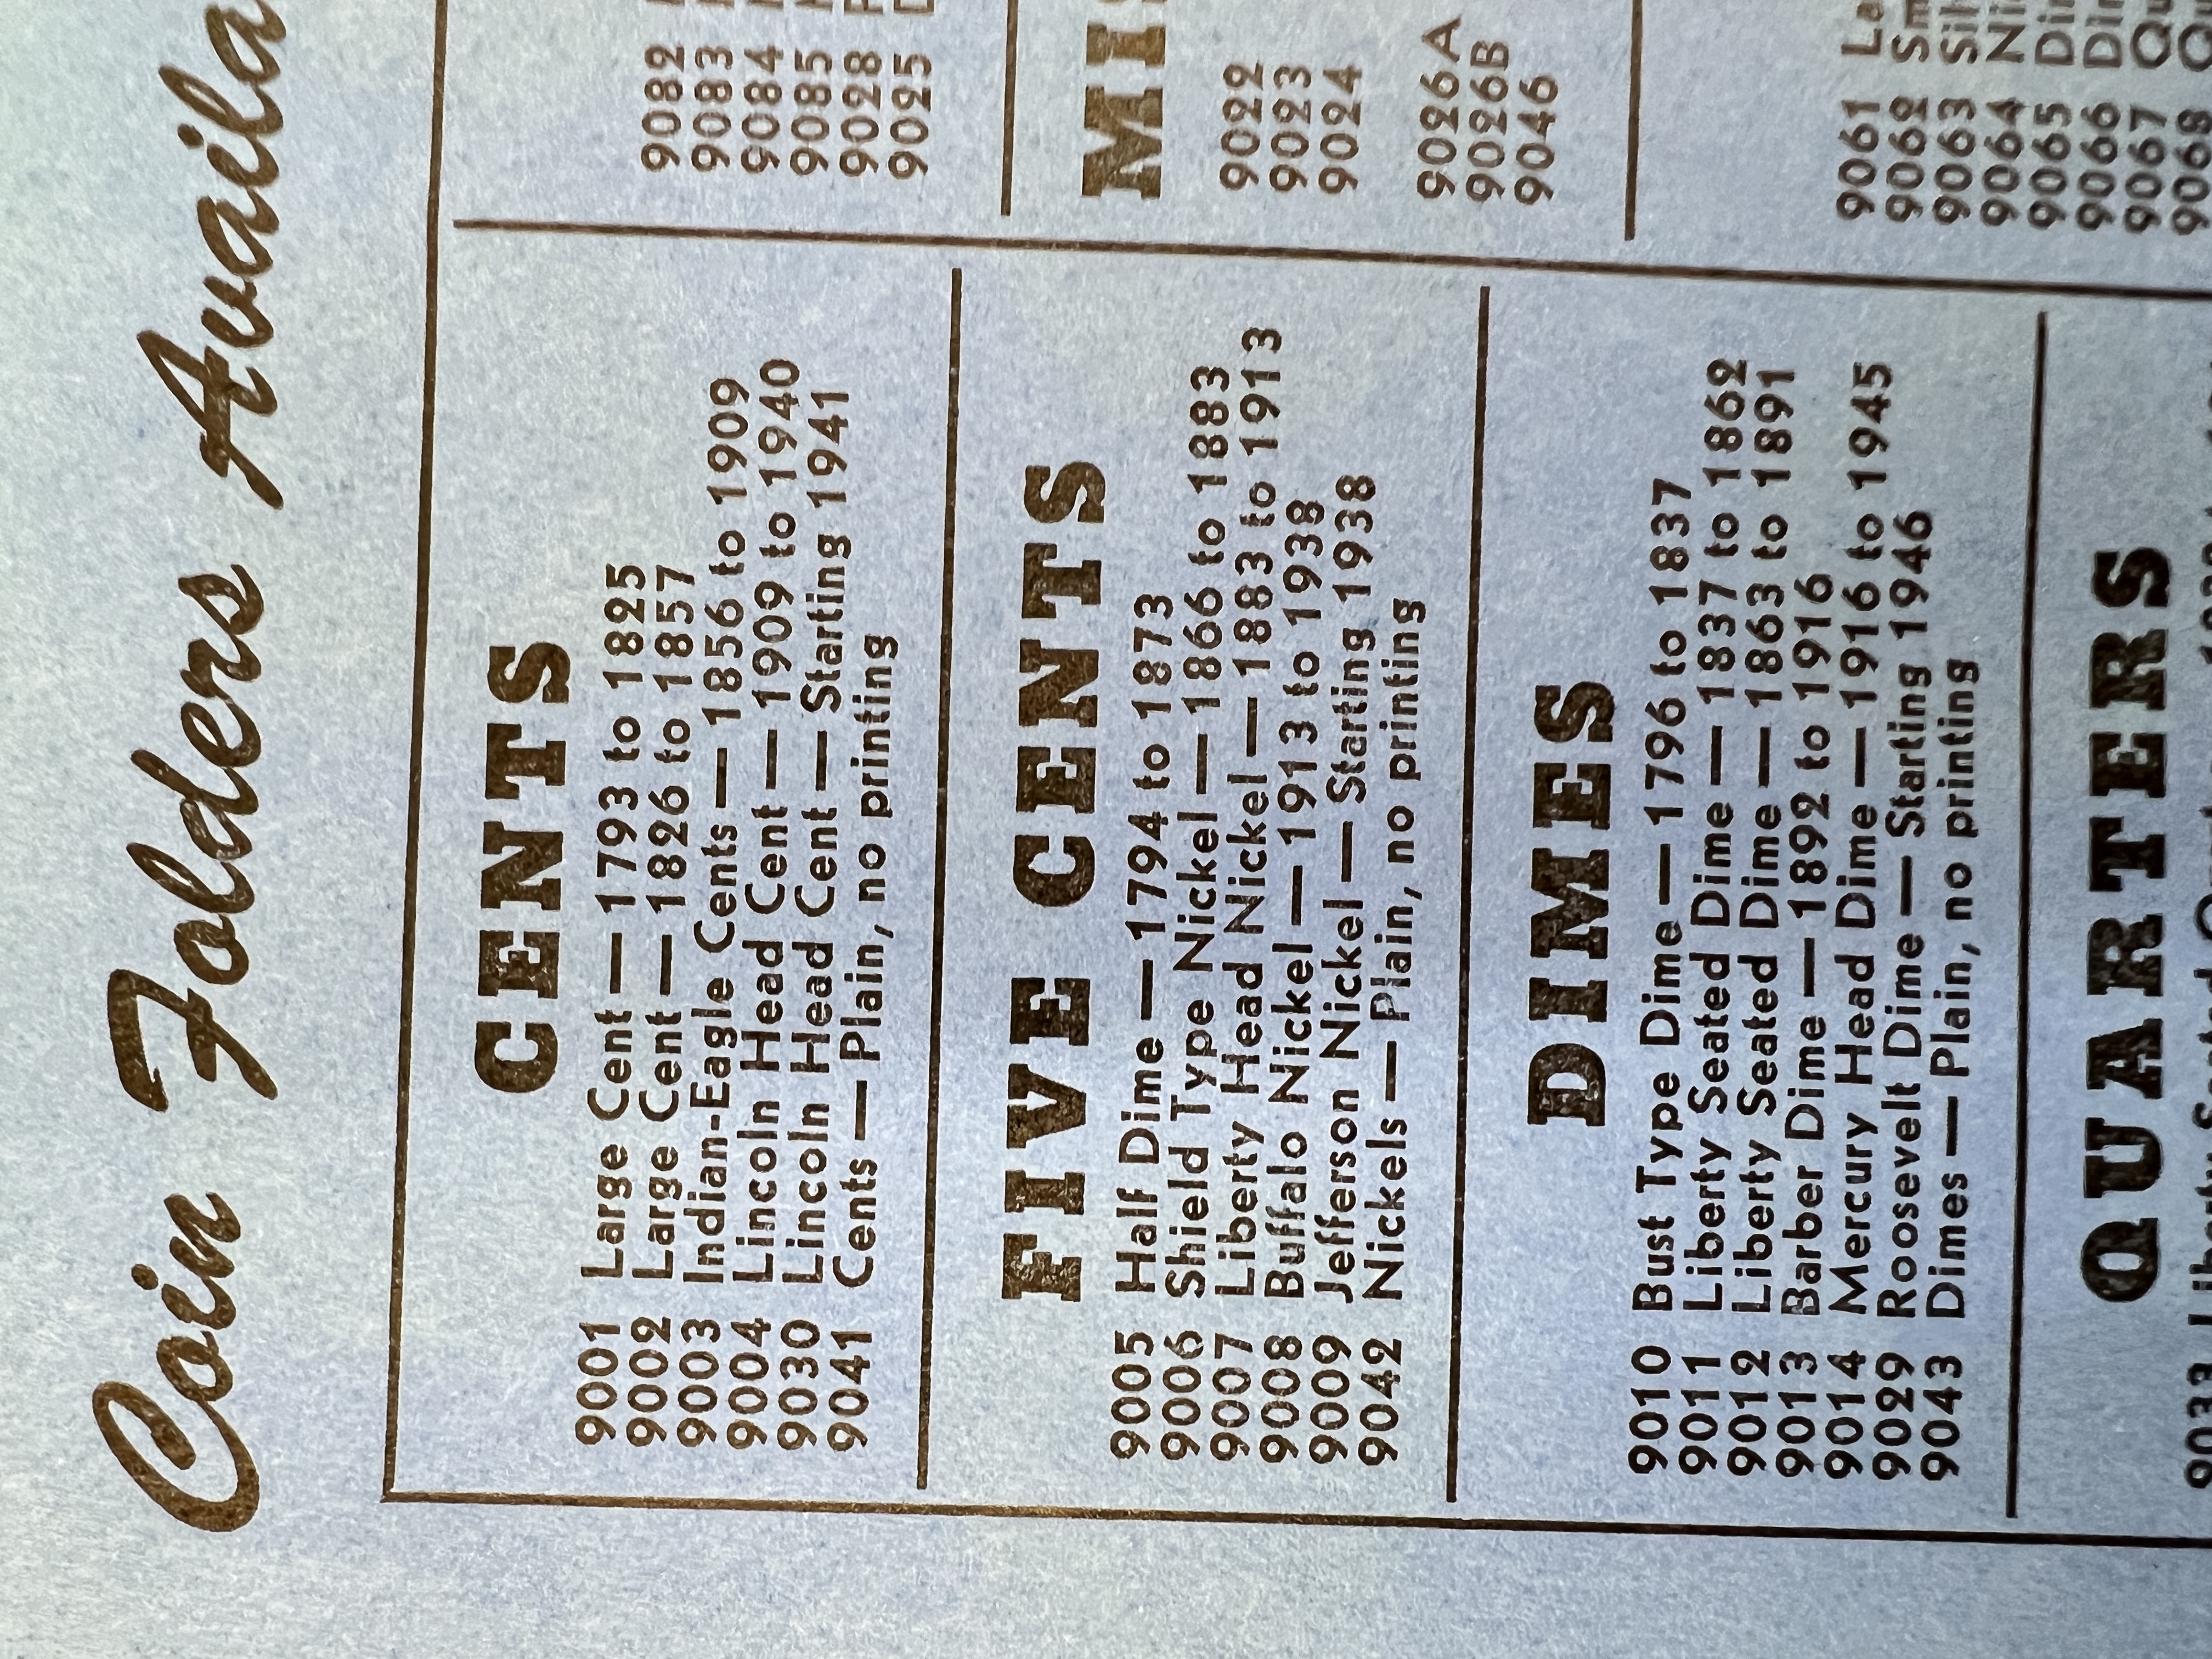 Coin Folders
CENTS
9001 Large Cent — 1793 to 1825
9002 Large Cent — 1826 to 1857
9003 Indian-Eagle Cents — 1856 to 1909
9004 Lincoln Head Cent — 1909 to 1940
9030 Lincoln Head Cent — Starting 1941
9041 Cents — Plain, no printing
FIVE CENTS
9005 Half Dime — 1794 to 1873
9006 Shield Type Nickel — 1866 to 1883
9007 Liberty Head Nickel — 1883 to 1913
9008 Buffalo Nickel — 1913 to 1938
9009 Jefferson Nickel — Starting 1938
9042 Nickels — Plain, no printing
DIMES
9010 Bust Type Dime — 1796 to 1837
9011 Liberty Seated Dime — 1837 to 1862
9012 Liberty Seated Dime — 1863 to 1891
9013 Barber Dime — 1892 to 1916
9014 Mercury Head Dime — 1916 to 1945
9029 Roosevelt Dime — Starting 1946
9043 Dimes — Plain, no printing
QUARTERS
9082
9083
9084
9085
9028
9025
9022
9023
9024
9026A
9026B
9046
9061
9062
9063
9064
9065
9066
9067
9068